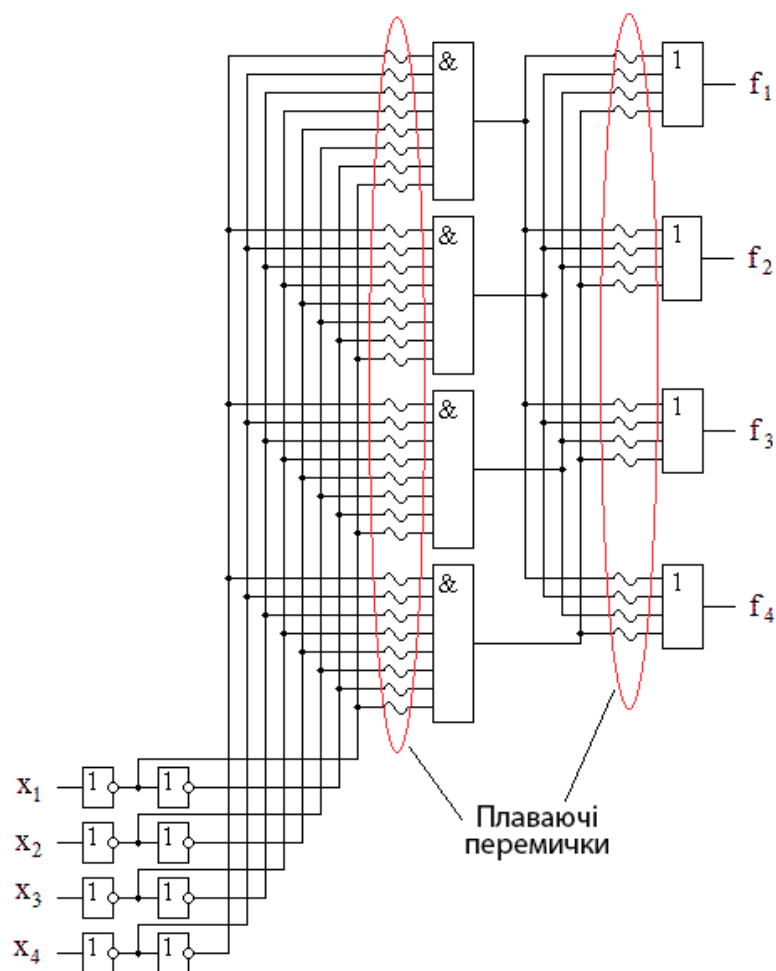 &
1
f₁
&
1
f₂
&
1
f₃
&
1
f₄
x₁ 1 1
Плаваючі
перемички
x₂ 1 1
x₃ 1 1
x₄ 1 1